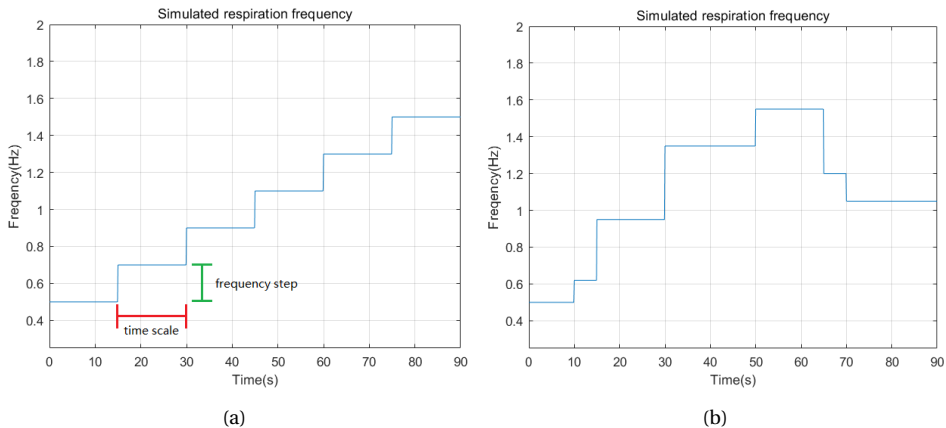 Simulated respiration frequency
2
1.8
1.6
1.4
1.2
1
0.8
0.6
0.4
Freqency(Hz)
frequency step
time scale
0 10 20 30 40 50 60 70 80 90
Time(s)
(a)
Simulated respiration frequency
2
1.8
1.6
1.4
1.2
1
0.8
0.6
0.4
Freqency(Hz)
0 10 20 30 40 50 60 70 80 90
Time(s)
(b)